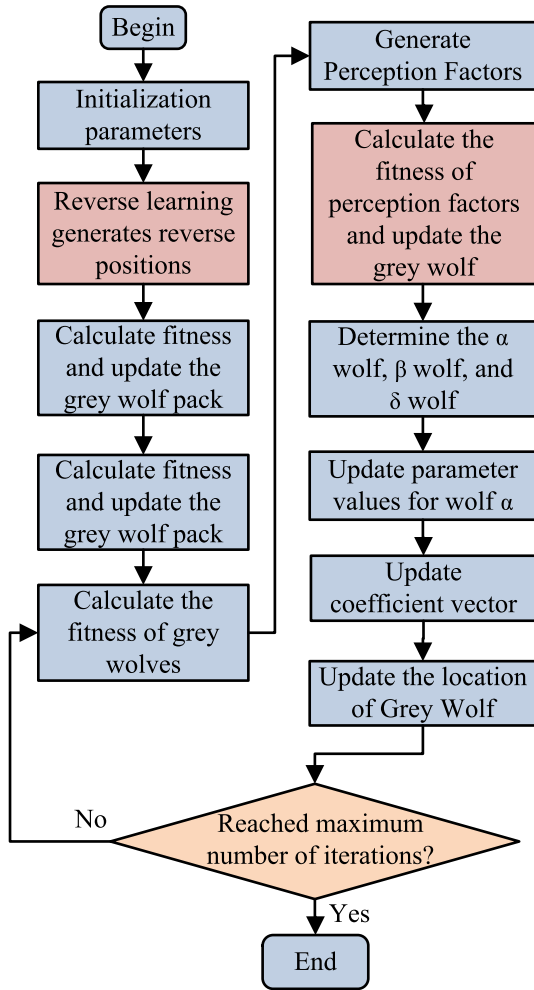 Begin
Initialization
parameters
Reverse learning
generates reverse
positions
Calculate fitness
and update the
grey wolf pack
Calculate fitness
and update the
grey wolf pack
Calculate the
fitness of grey
wolves
Generate
Perception Factors
Calculate the
fitness of
perception factors
and update the
grey wolf
Determine the α
wolf, β wolf, and
δ wolf
Update parameter
values for wolf α
Update
coefficient vector
Update the location
of Grey Wolf
Reached maximum
number of iterations?
No
Yes
End